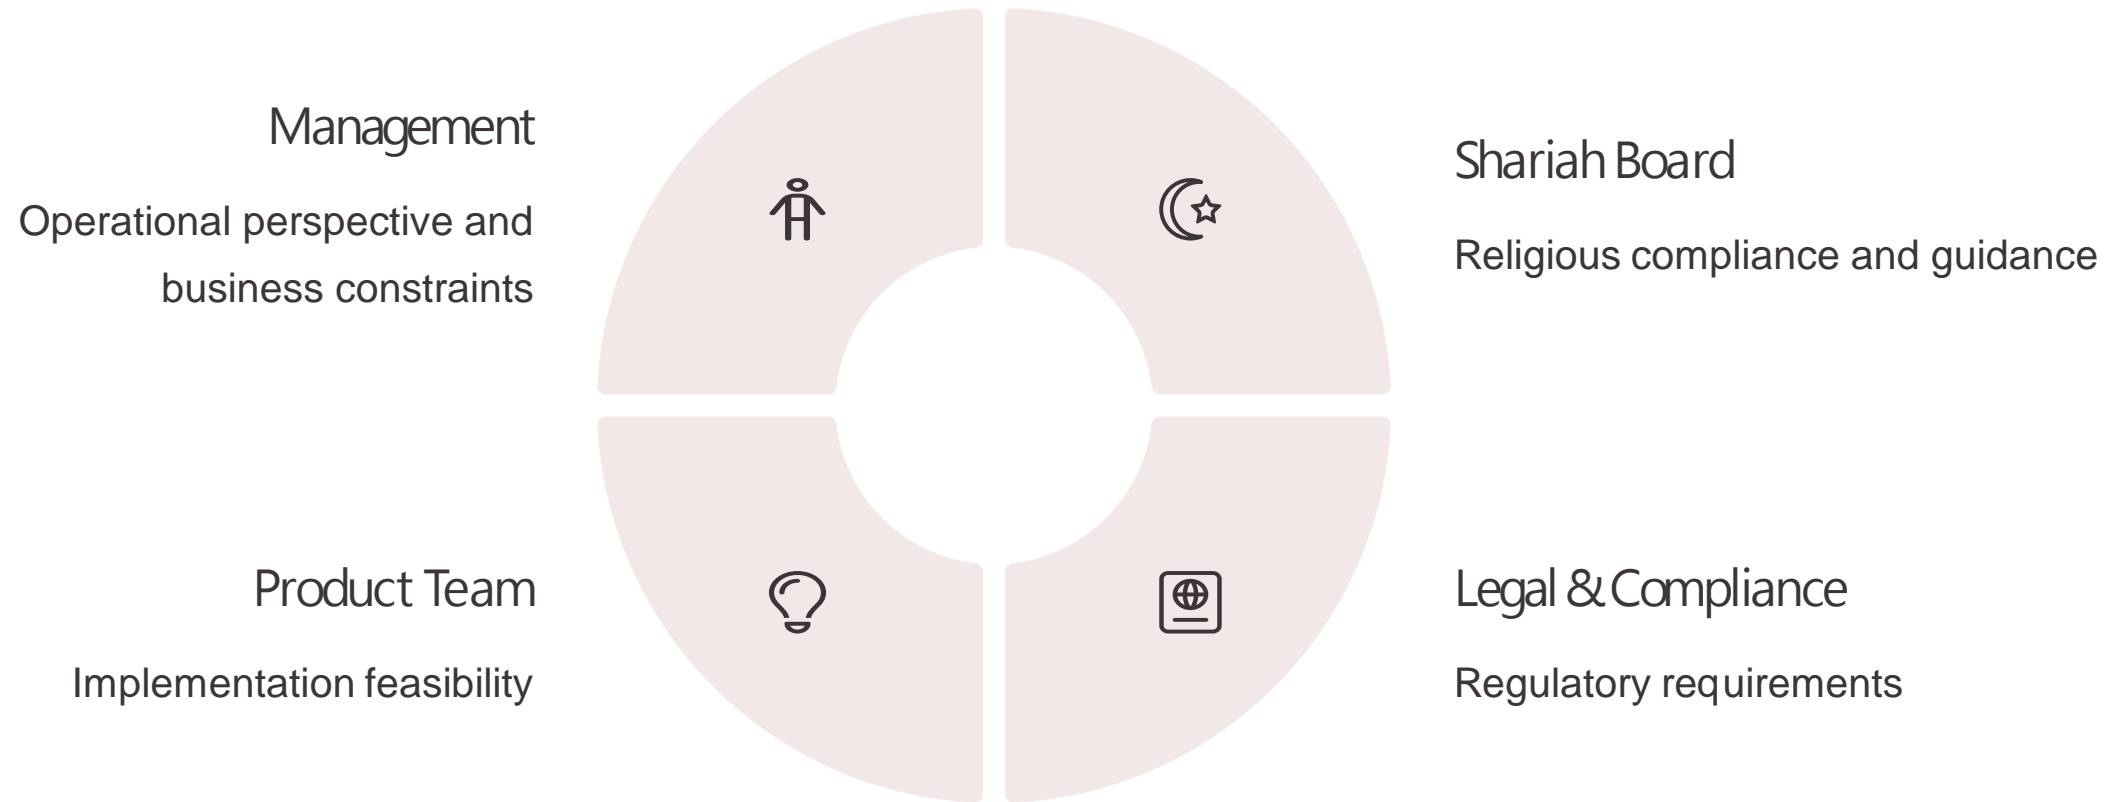 Management
Operational perspective and
business constraints
Shariah Board
Religious compliance and guidance
Product Team
Implementation feasibility
Legal & Compliance
Regulatory requirements